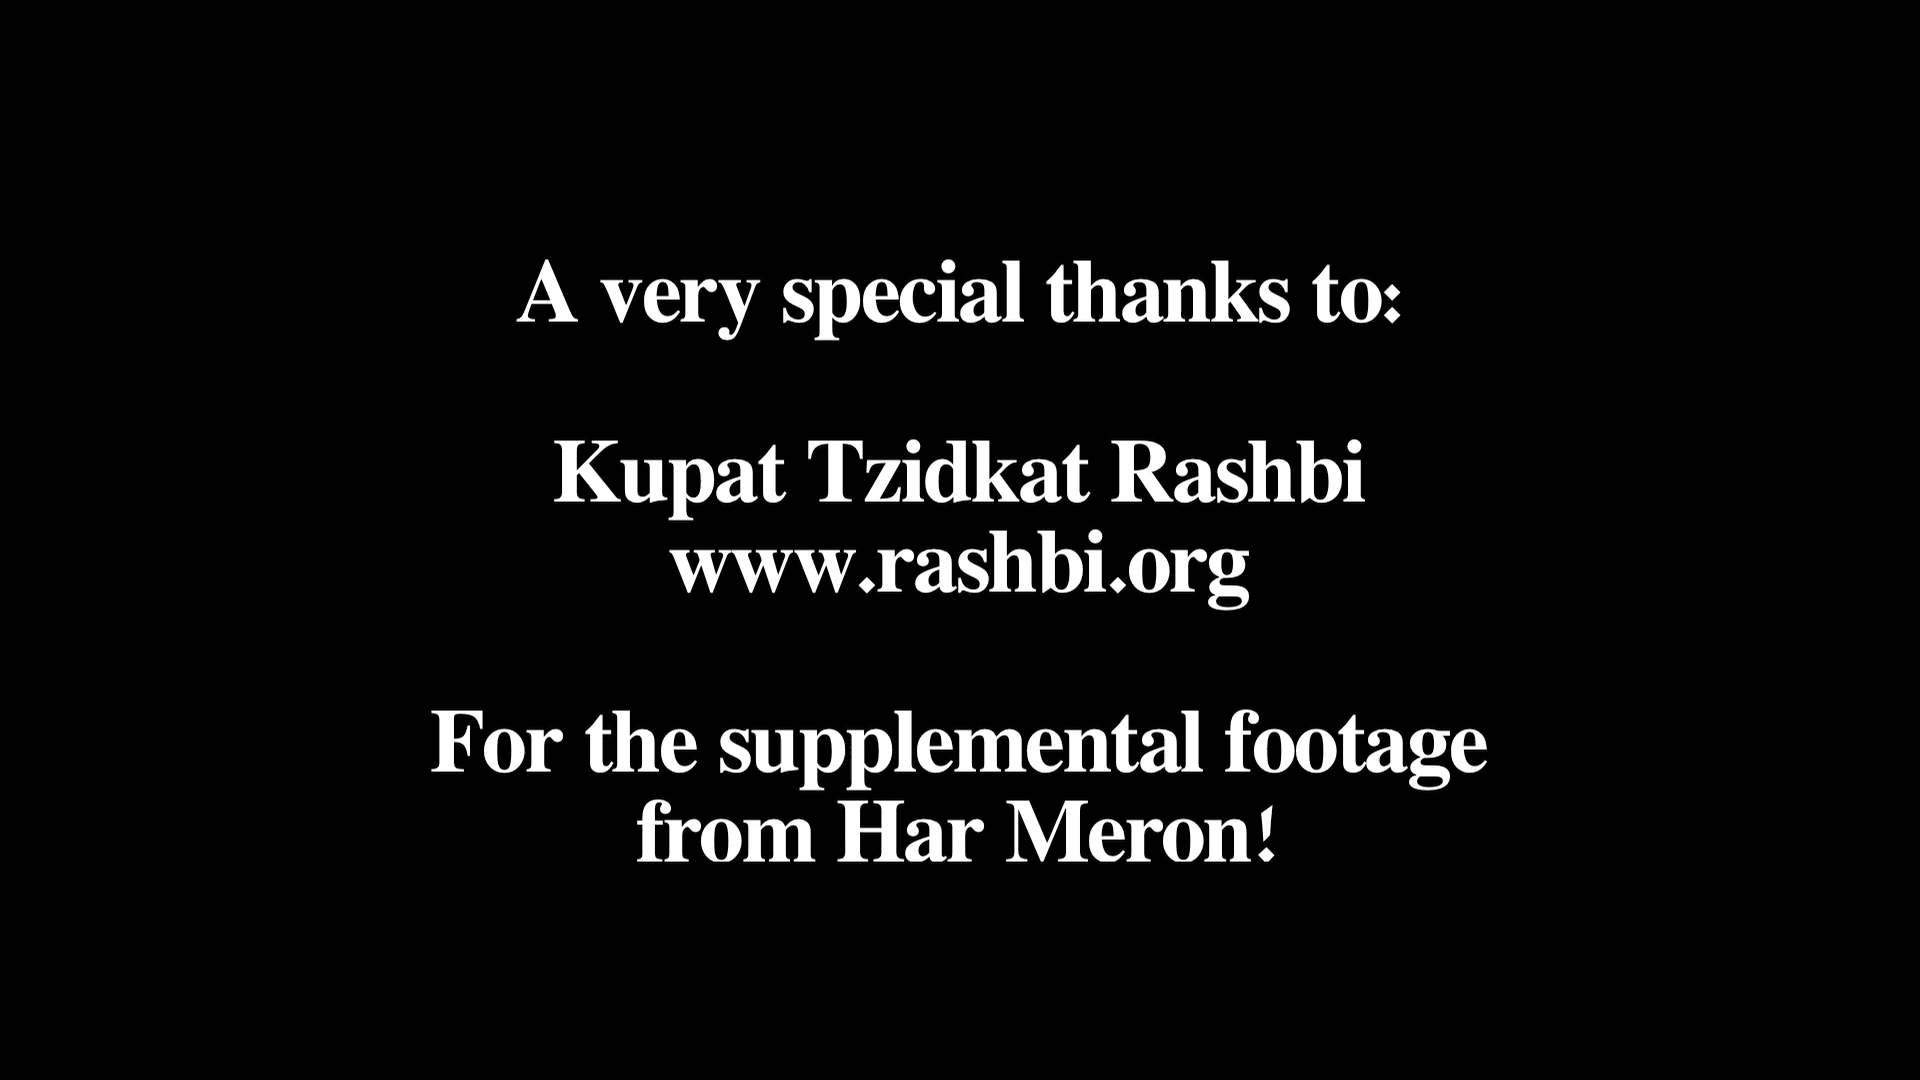 A very special thanks to:
Kupat Tzidkat Rashbi
www.rashbi.org
For the supplemental footage
from Har Meron!